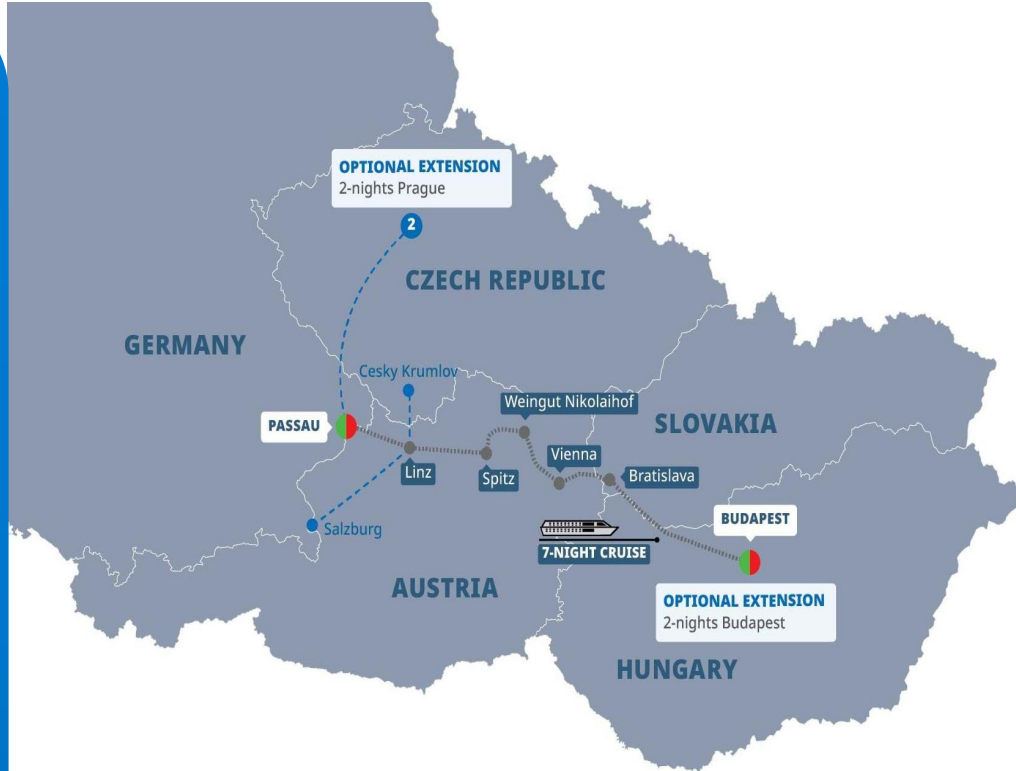 OPTIONAL EXTENSION
2-nights Prague
2
CZECH REPUBLIC
GERMANY
Cesky Krumlov
Weingut Nikolaihof
PASSAU
SLOVAKIA
Linz
Spitz
Vienna
Bratislava
Salzburg
BUDAPEST
7-NIGHT CRUISE
AUSTRIA
OPTIONAL EXTENSION
2-nights Budapest
HUNGARY